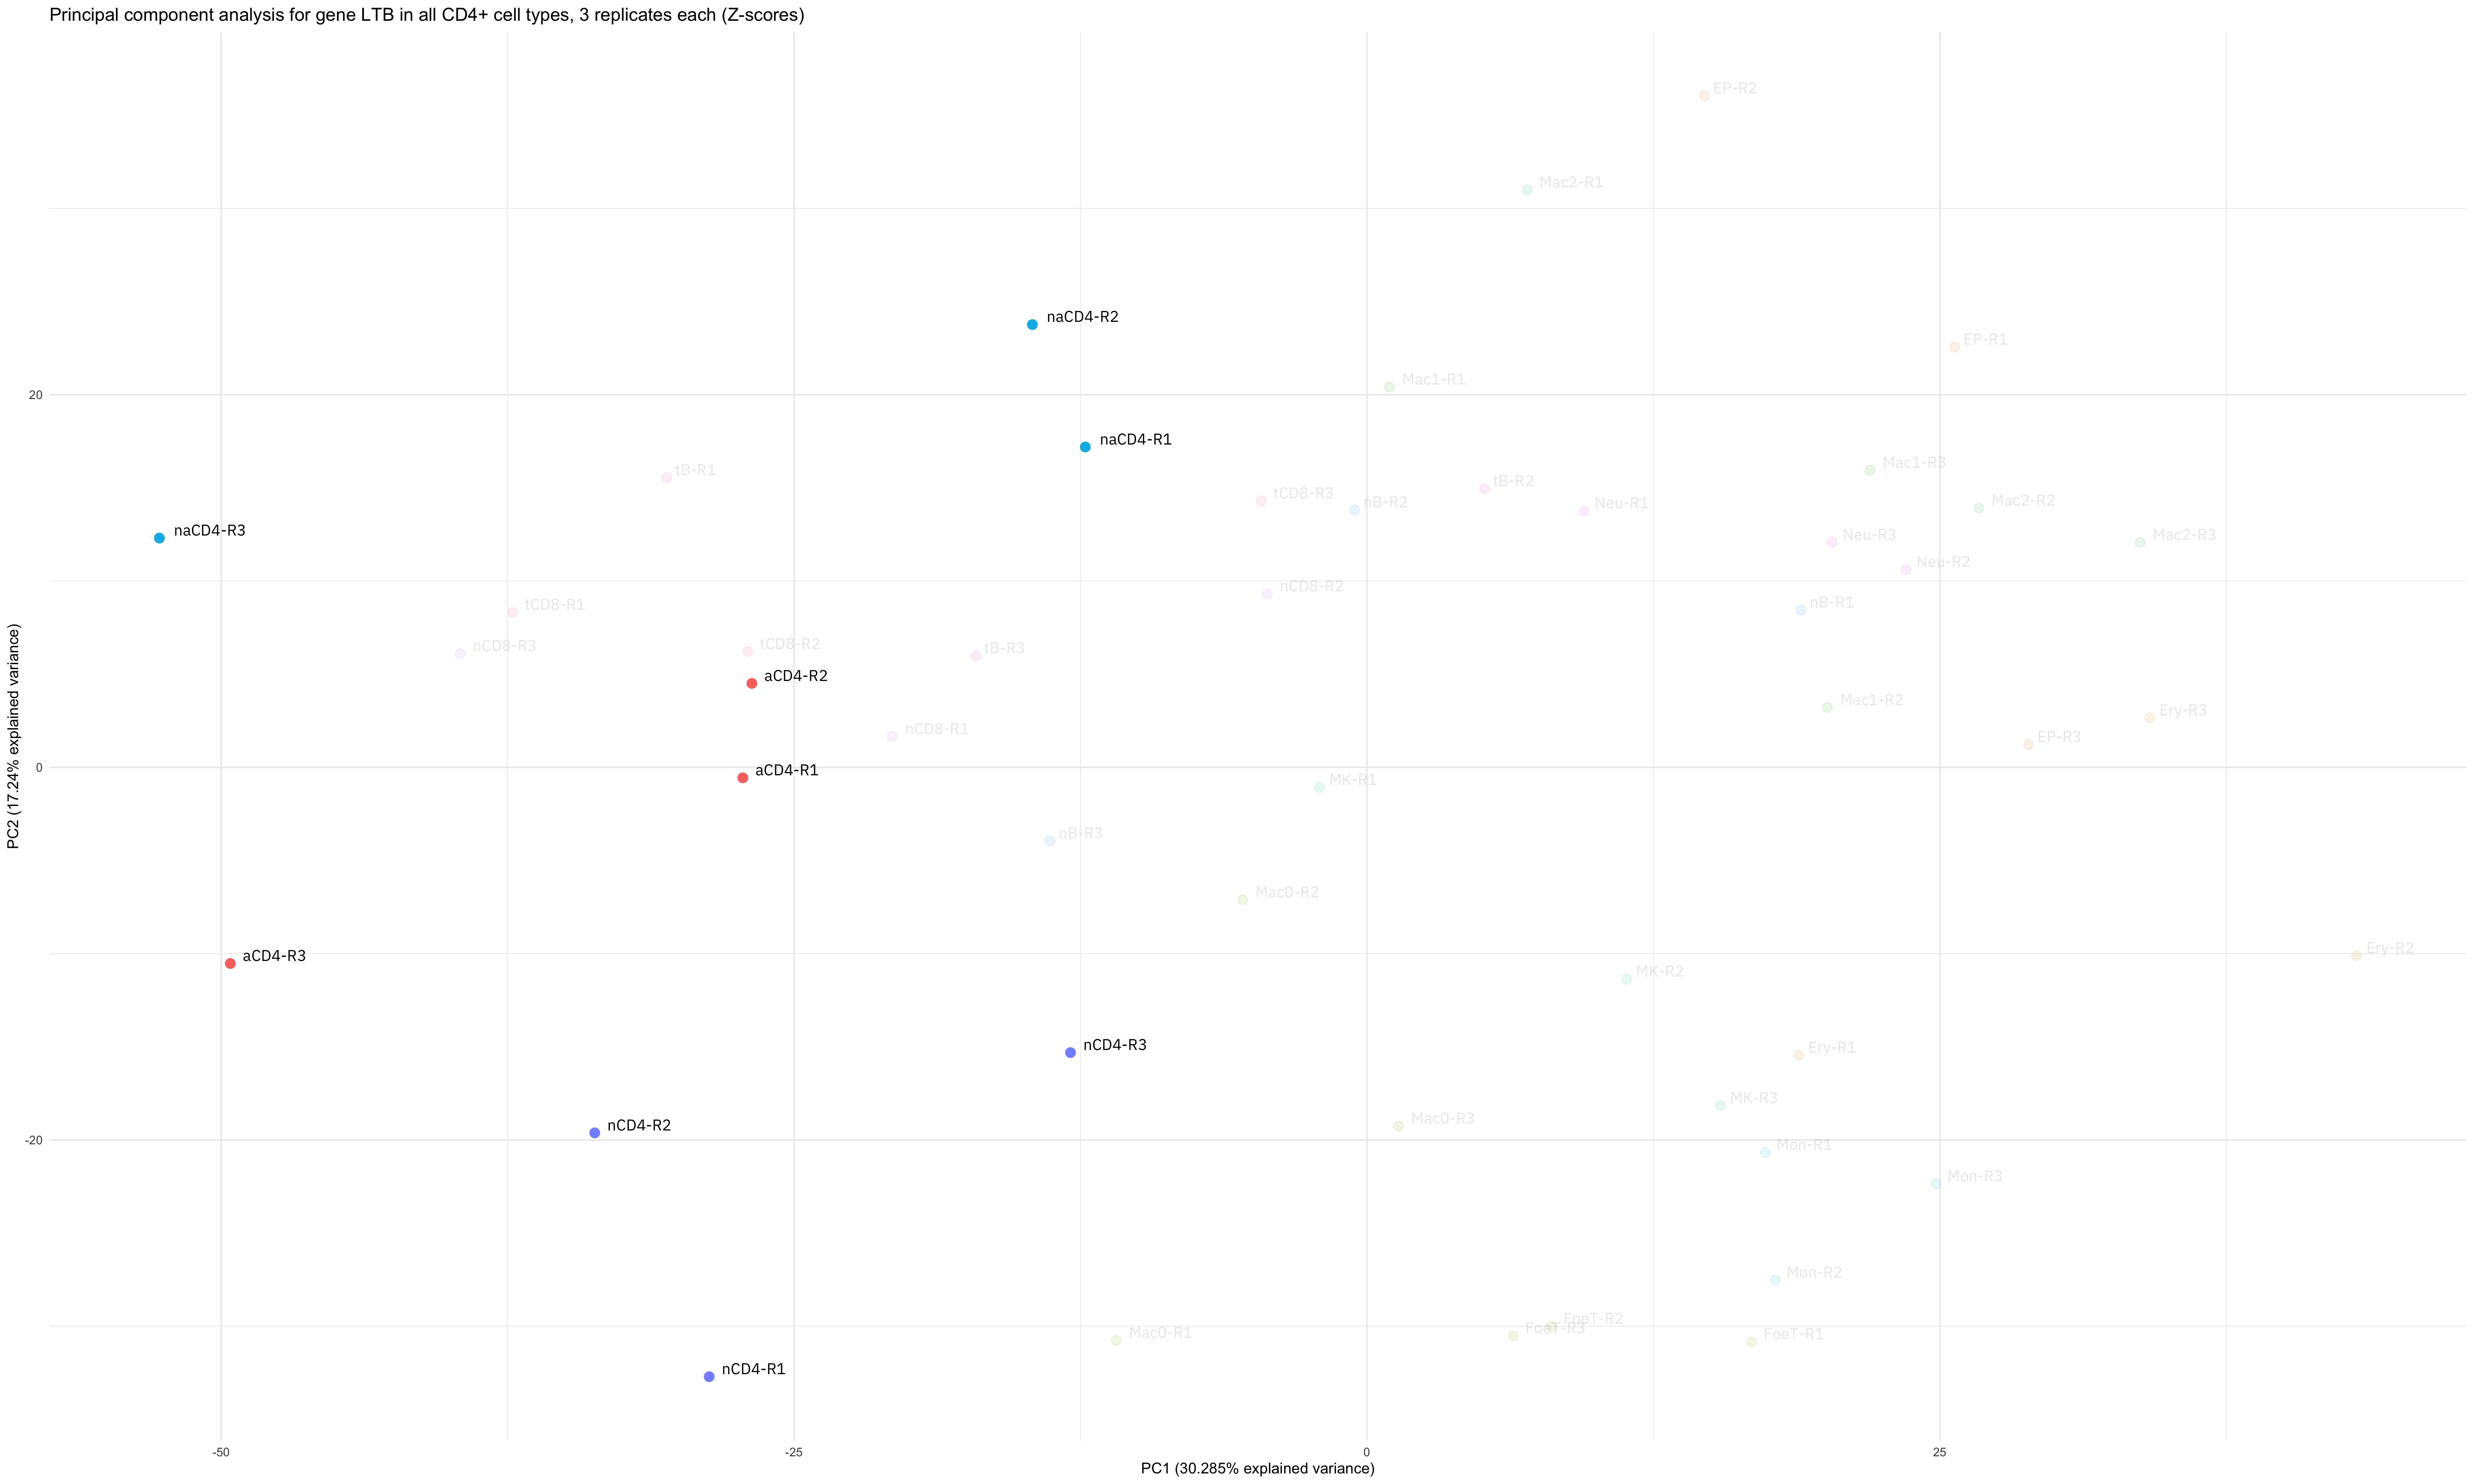 Principal component analysis for gene LTB in all CD4+ cell types, 3 replicates each (Z-scores)
EP-R2
Mac2-R1
naCD4-R2
EP-R1
Mac1-R1
20
naCD4-R1
Mac1-R3
tB-R1
tB-R2
tCD8-R3
nB-R2
Neu-R1
Mac2-R2
naCD4-R3
Neu-R3
Mac2-R3
Neu-R2
nCD8-R2
tCD8-R1
nB-R1
nCD8-R3
tCD8-R2
tB-R3
aCD4-R2
Mac1-R2
Ery-R3
nCD8-R1
EP-R3
0
aCD4-R1
MK-R1
PC2 (17.24% explained variance)
nB-R3
Mac0-R2
Ery-R2
aCD4-R3
MK-R2
nCD4-R3
Ery-R1
MK-R3
Mac0-R3
nCD4-R2
-20
Mon-R1
Mon-R3
Mon-R2
FoeT-R2
FoeT-R3
Mac0-R1
FoeT-R1
nCD4-R1
-50
-25
0
25
PC1 (30.285% explained variance)